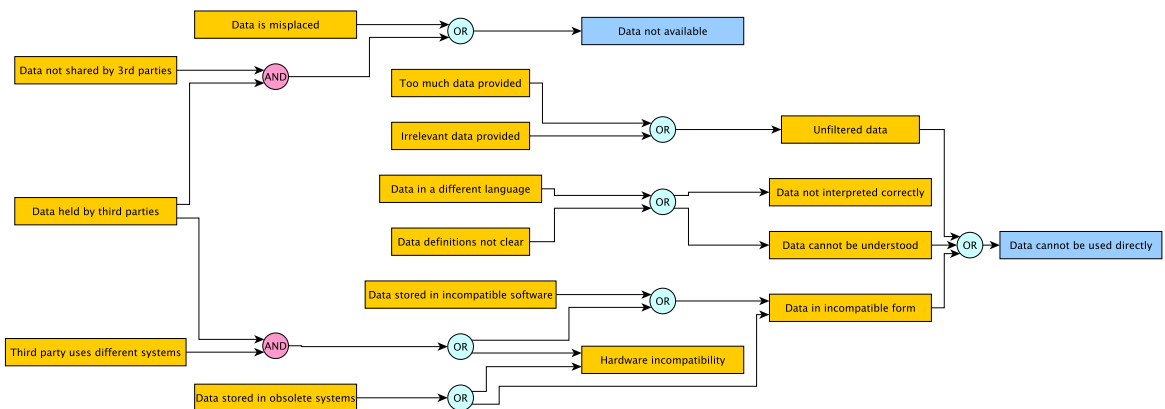 Data is misplaced
OR
Data not available
Data not shared by 3rd parties
AND
Too much data provided
Irrelevant data provided
OR
Unfiltered data
Data in a different language
OR
Data not interpreted correctly
Data held by third parties
Data definitions not clear
Data cannot be understood
OR
Data cannot be used directly
Data stored in incompatible software
OR
Data in incompatible form
Third party uses different systems
AND
OR
Hardware incompatibility
Data stored in obsolete systems
OR